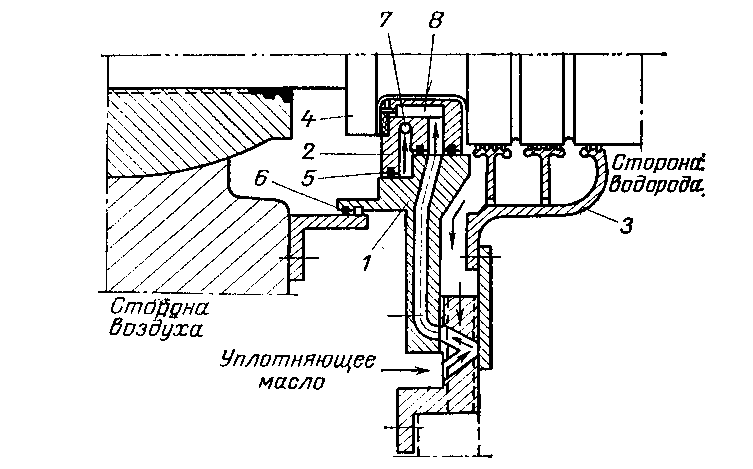 7
8
4
2
5
6
1
3
Сторона
водорода
Сторона
воздуха
Уплотняющее
масло